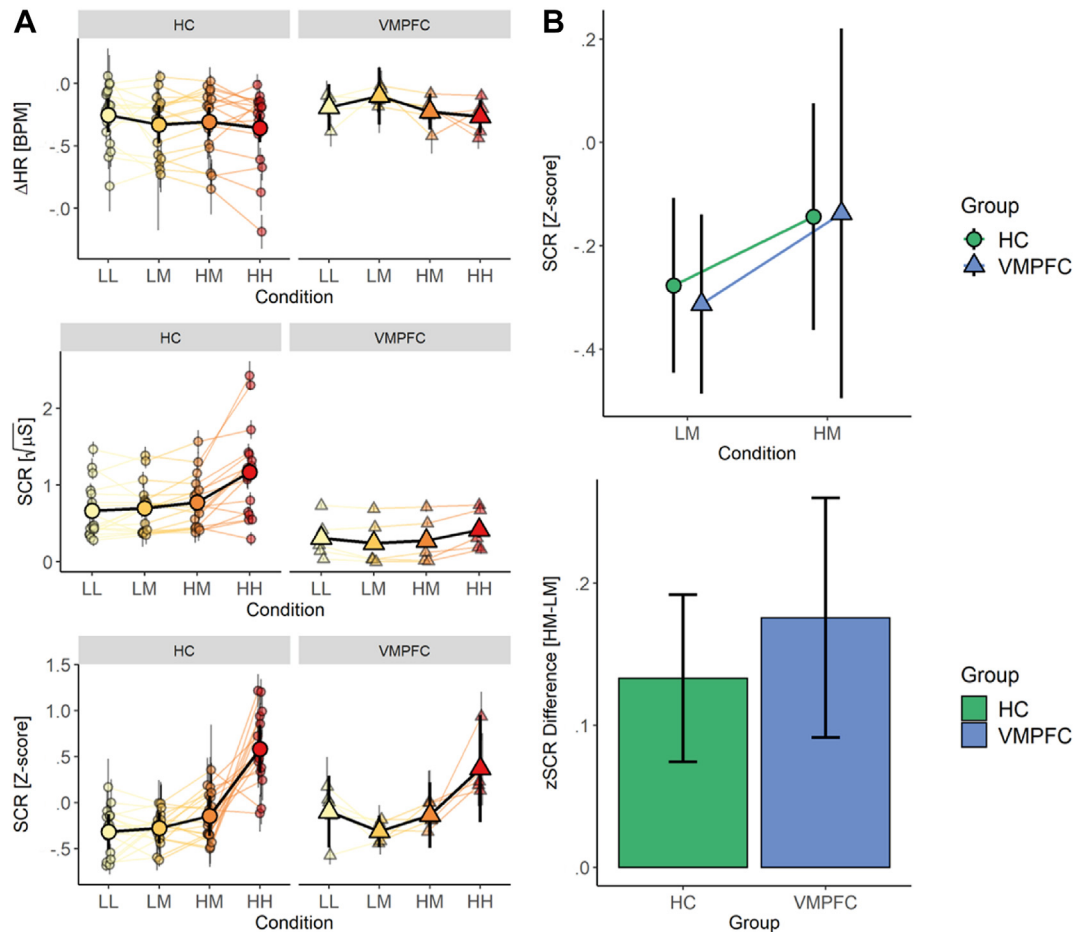 A
HC
VMPFC
ΔHR [BPM]
.0
-.5
-.0
LL LM HM HH
LL LM HM HH
Condition
HC
VMPFC
SCR [√μS]
2
1
0
LL LM HM HH
LL LM HM HH
Condition
HC
VMPFC
SCR [Z-score]
1.5
1.0
.5
.0
-.5
LL LM HM HH
LL LM HM HH
Condition
B
SCR [Z-score]
.2
.0
-.2
-.4
LM HM
Condition
Group
HC
VMPFC
zSCR Difference [HM-LM]
.2
.1
.0
HC VMPFC
Group
Group
HC
VMPFC